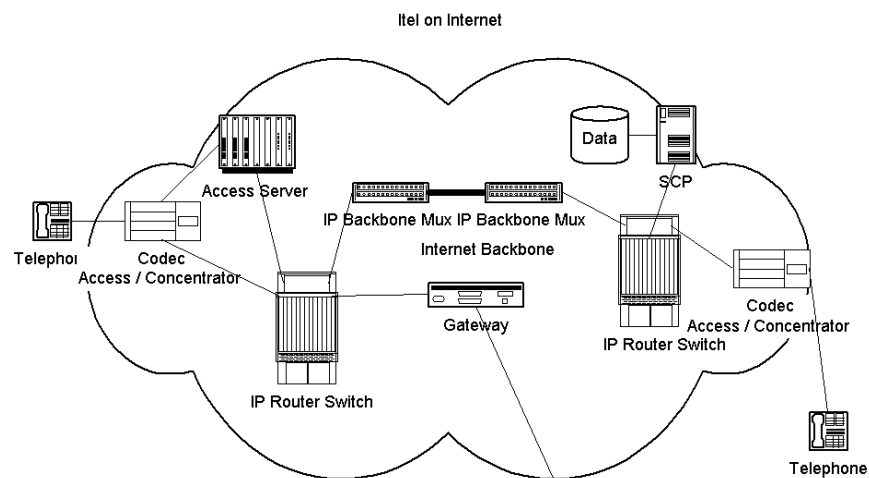 Itel on Internet
Data
Access Server
SCP
IP Backbone Mux IP Backbone Mux
Internet Backbone
Telephon
Codec
Access / Concentrator
Gateway
Codec
Access / Concentrator
IP Router Switch
IP Router Switch
Telephone